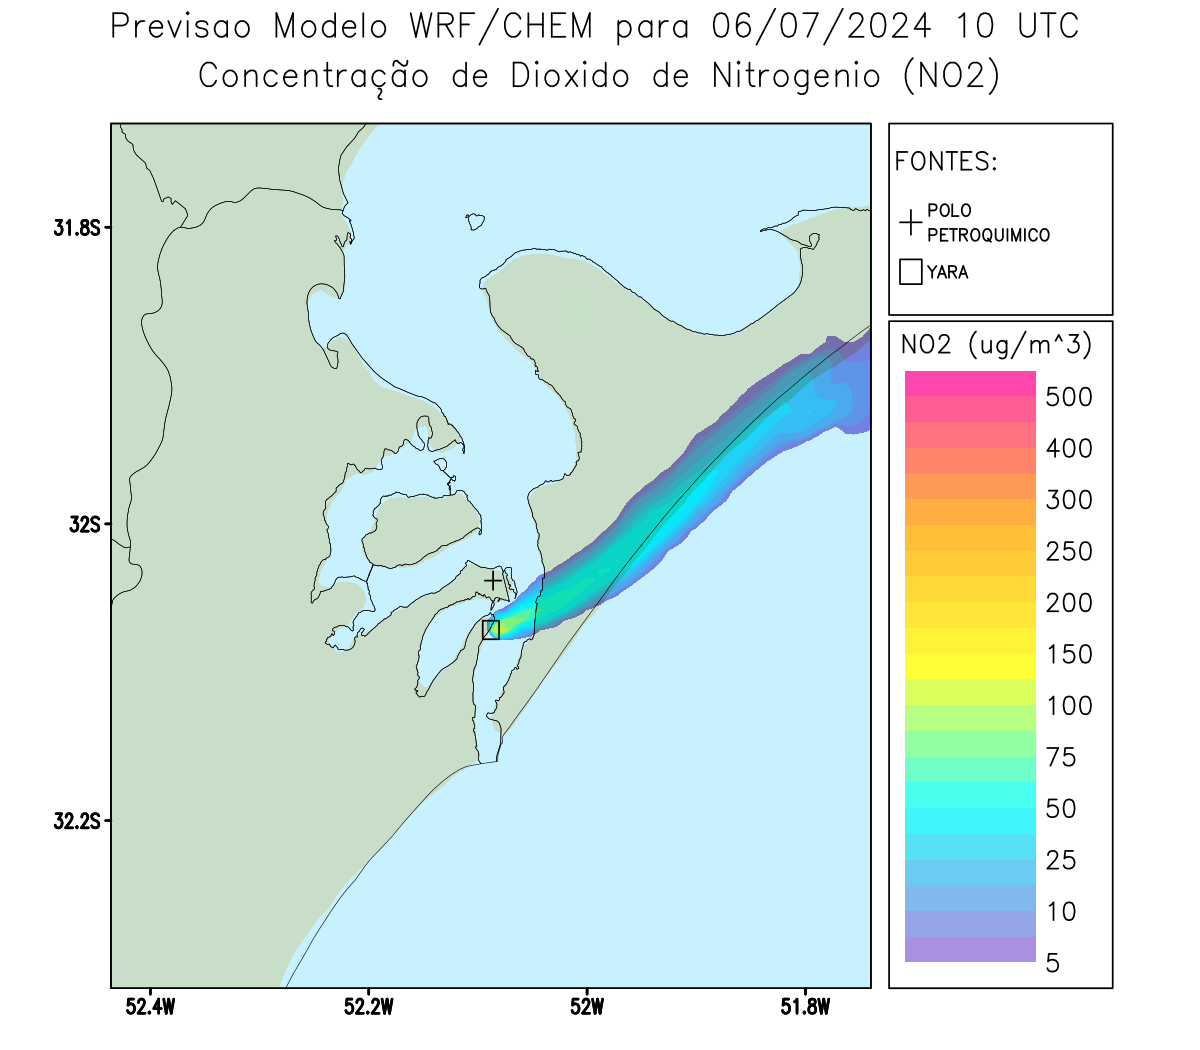 Previsao Modelo WRF/CHEM para 06/07/2024 10 UTC
Concentração de Dioxido de Nitrogenio (NO2)
FONTES:
POLO
PETROQUIMICO
YARA
NO2 (ug/m^3)
500
400
300
250
200
150
100
75
50
25
10
5
31.8S
32S
32.2S
52.4W
52.2W
52W
51.8W